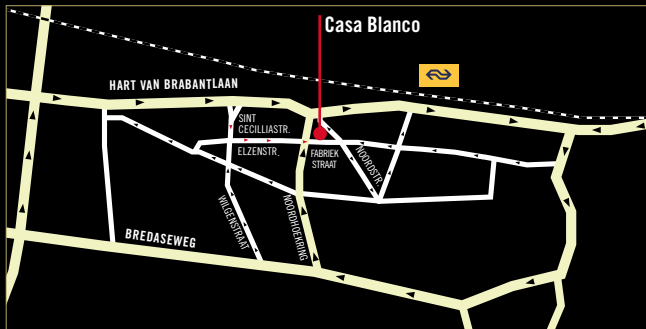 Casa Blanco
HART VAN BRABANTLAAN
SINT
CECILLIASTR.
ELZENSTR.
FABRIEK
STRAAT
NOORDSTR.
WILGENSTRAAT
NOORDHOEKRING
BREDASEWEG